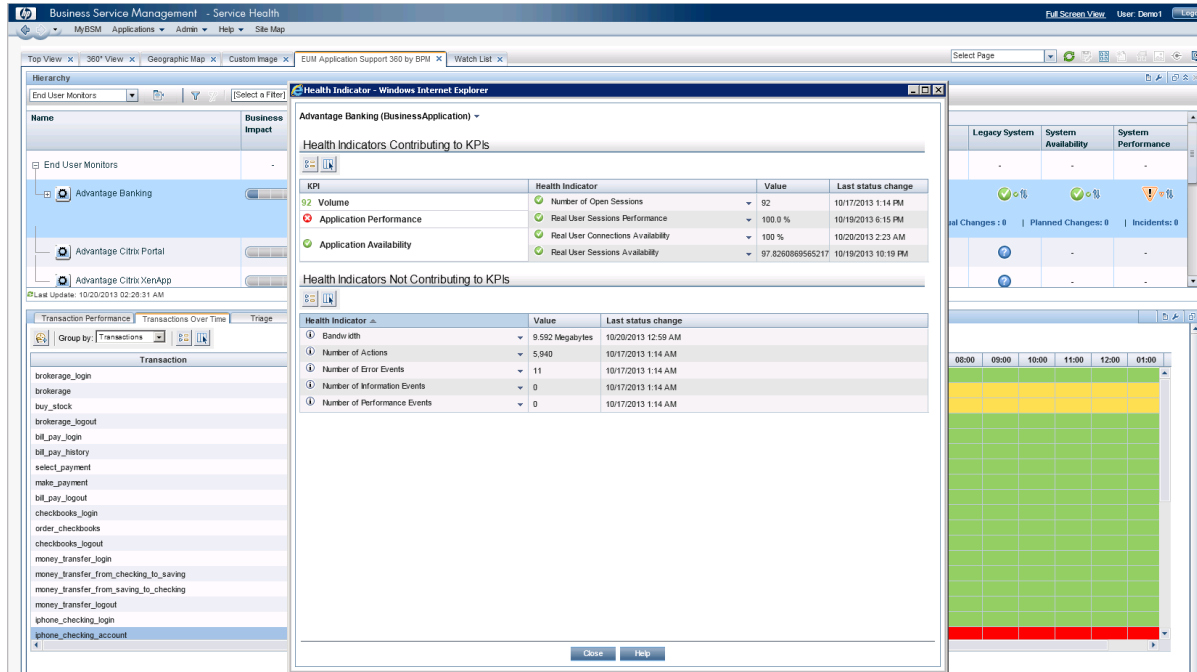 Business Service Management - Service Health
Full Screen View User: Demo1
MyBSM Applications Admin Help Site Map
Top View x 360° View x Geographic Map x Custom Image x EUM Application Support 360 by BPM x Watch List x
Select Page
Hierarchy
End User Monitors [Select a Filter]
Name Business Impact Legacy System System Availability System Performance
End User Monitors - - - -
Advantage Banking
ual Changes : 0 | Planned Changes: 0 | Incidents: 0
Advantage Citrix Portal - -
Advantage Citrix XenApp - -
Last Update: 10/20/2013 02:26:31 AM
Transaction Performance Transactions Over Time Triage
Group by: Transactions
Transaction 08:00 09:00 10:00 11:00 12:00 01:00
brokerage_login
brokerage
buy_stock
brokerage_logout
bill_pay_login
bill_pay_history
select_payment
make_payment
bill_pay_logout
checkbooks_login
order_checkbooks
checkbooks_logout
money_transfer_login
money_transfer_from_checking_to_saving
money_transfer_from_saving_to_checking
money_transfer_logout
iphone_checking_login
iphone_checking_account
Health Indicator - Windows Internet Explorer
Advantage Banking (BusinessApplication)
Health Indicators Contributing to KPIs
KPI Health Indicator Value Last status change
92 Volume Number of Open Sessions 92 10/17/2013 1:14 PM
Application Performance Real User Sessions Performance 100.0 % 10/19/2013 6:15 PM
Application Availability Real User Connections Availability 100 % 10/20/2013 2:23 AM
Real User Sessions Availability 97.8260869565217 10/19/2013 10:19 PM
Health Indicators Not Contributing to KPIs
Health Indicator Value Last status change
Bandwidth 9.592 Megabytes 10/20/2013 12:59 AM
Number of Actions 5,940 10/17/2013 1:14 AM
Number of Error Events 11 10/17/2013 1:14 AM
Number of Information Events 0 10/17/2013 1:14 AM
Number of Performance Events 0 10/17/2013 1:14 AM
Close Help